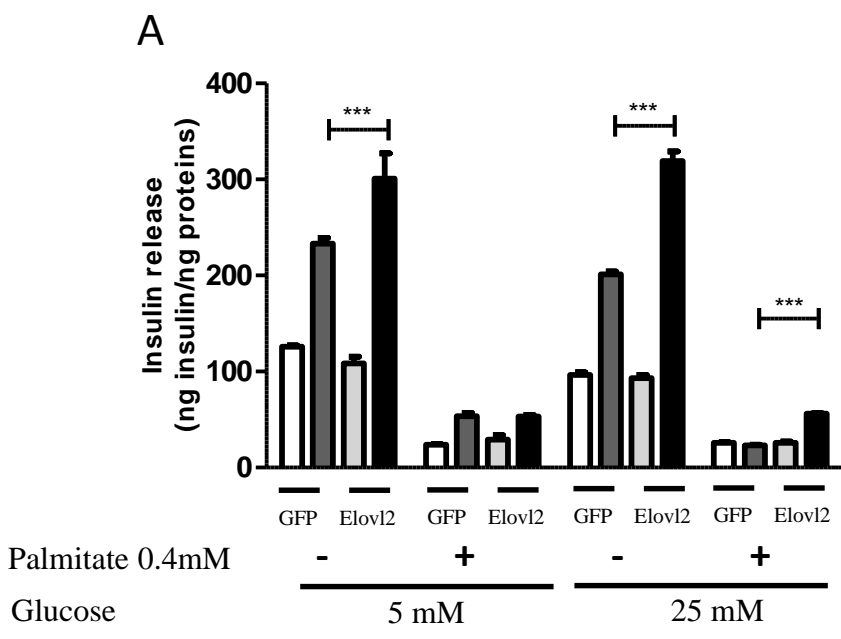 A
Insulin release
(ng insulin/ng proteins)
400
300
200
100
0
***
***
***
GFP Elovl2 GFP Elovl2 GFP Elovl2 GFP Elovl2
Palmitate 0.4mM - + - +
Glucose 5 mM 25 mM